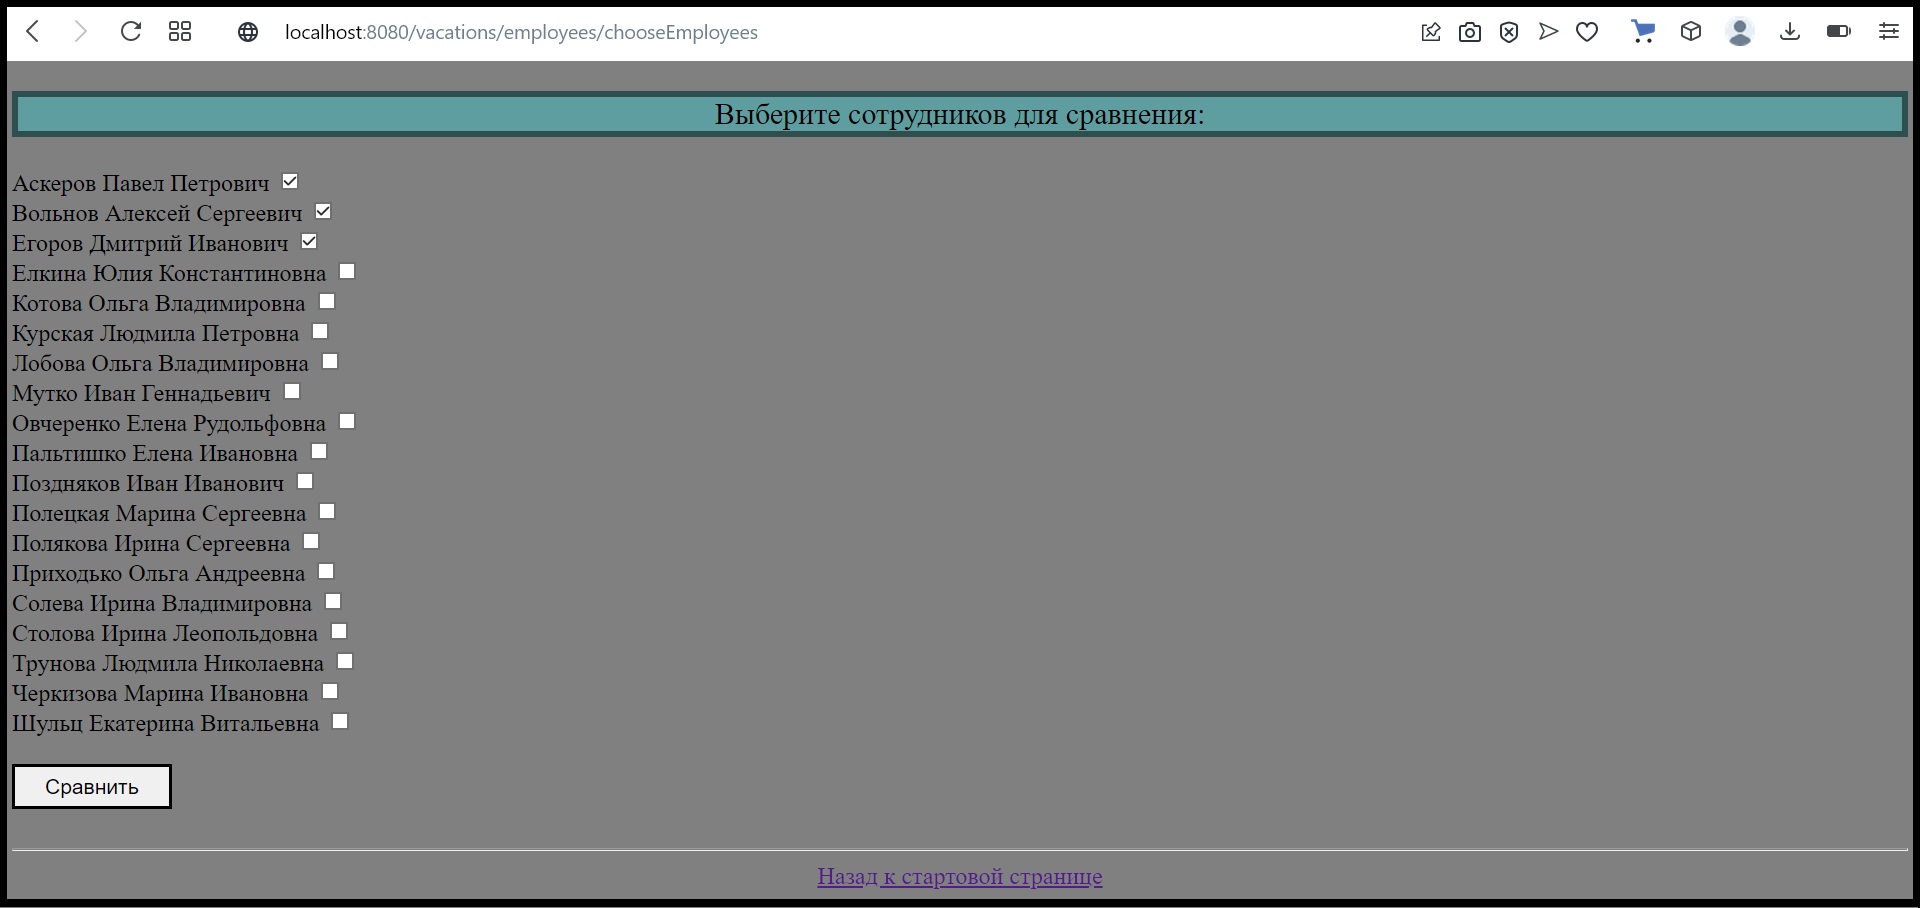 localhost:8080/vacations/employees/chooseEmployees
Выберите сотрудников для сравнения:
Аскеров Павел Петрович
Вольнов Алексей Сергеевич
Егоров Дмитрий Иванович
Елкина Юлия Константиновна
Котова Ольга Владимировна
Курская Людмила Петровна
Лобова Ольга Владимировна
Мутко Иван Геннадьевич
Овчеренко Елена Рудольфовна
Пальтишко Елена Ивановна
Поздняков Иван Иванович
Полецкая Марина Сергеевна
Полякова Ирина Сергеевна
Приходько Ольга Андреевна
Солева Ирина Владимировна
Столова Ирина Леопольдовна
Трунова Людмила Николаевна
Черкизова Марина Ивановна
Шульц Екатерина Витальевна
Сравнить
Назад к стартовой странице